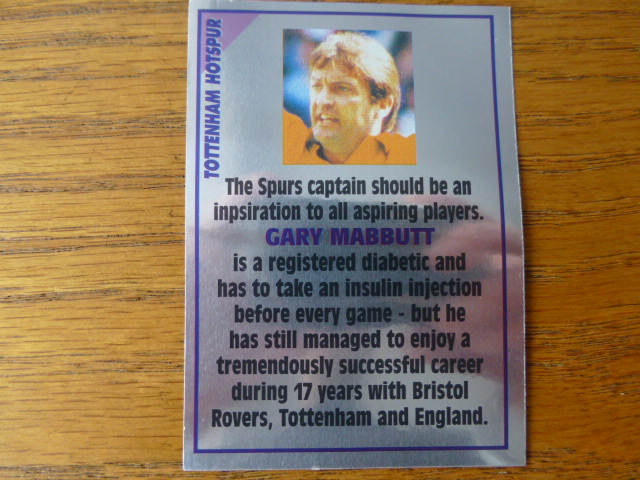 TOTTENHAM HOTSPUR
The Spurs captain should be an
inpsiration to all aspiring players.
GARY MABBUTT
is a registered diabetic and
has to take an insulin injection
before every game - but he
has still managed to enjoy a
tremendously successful career
during 17 years with Bristol
Rovers, Tottenham and England.